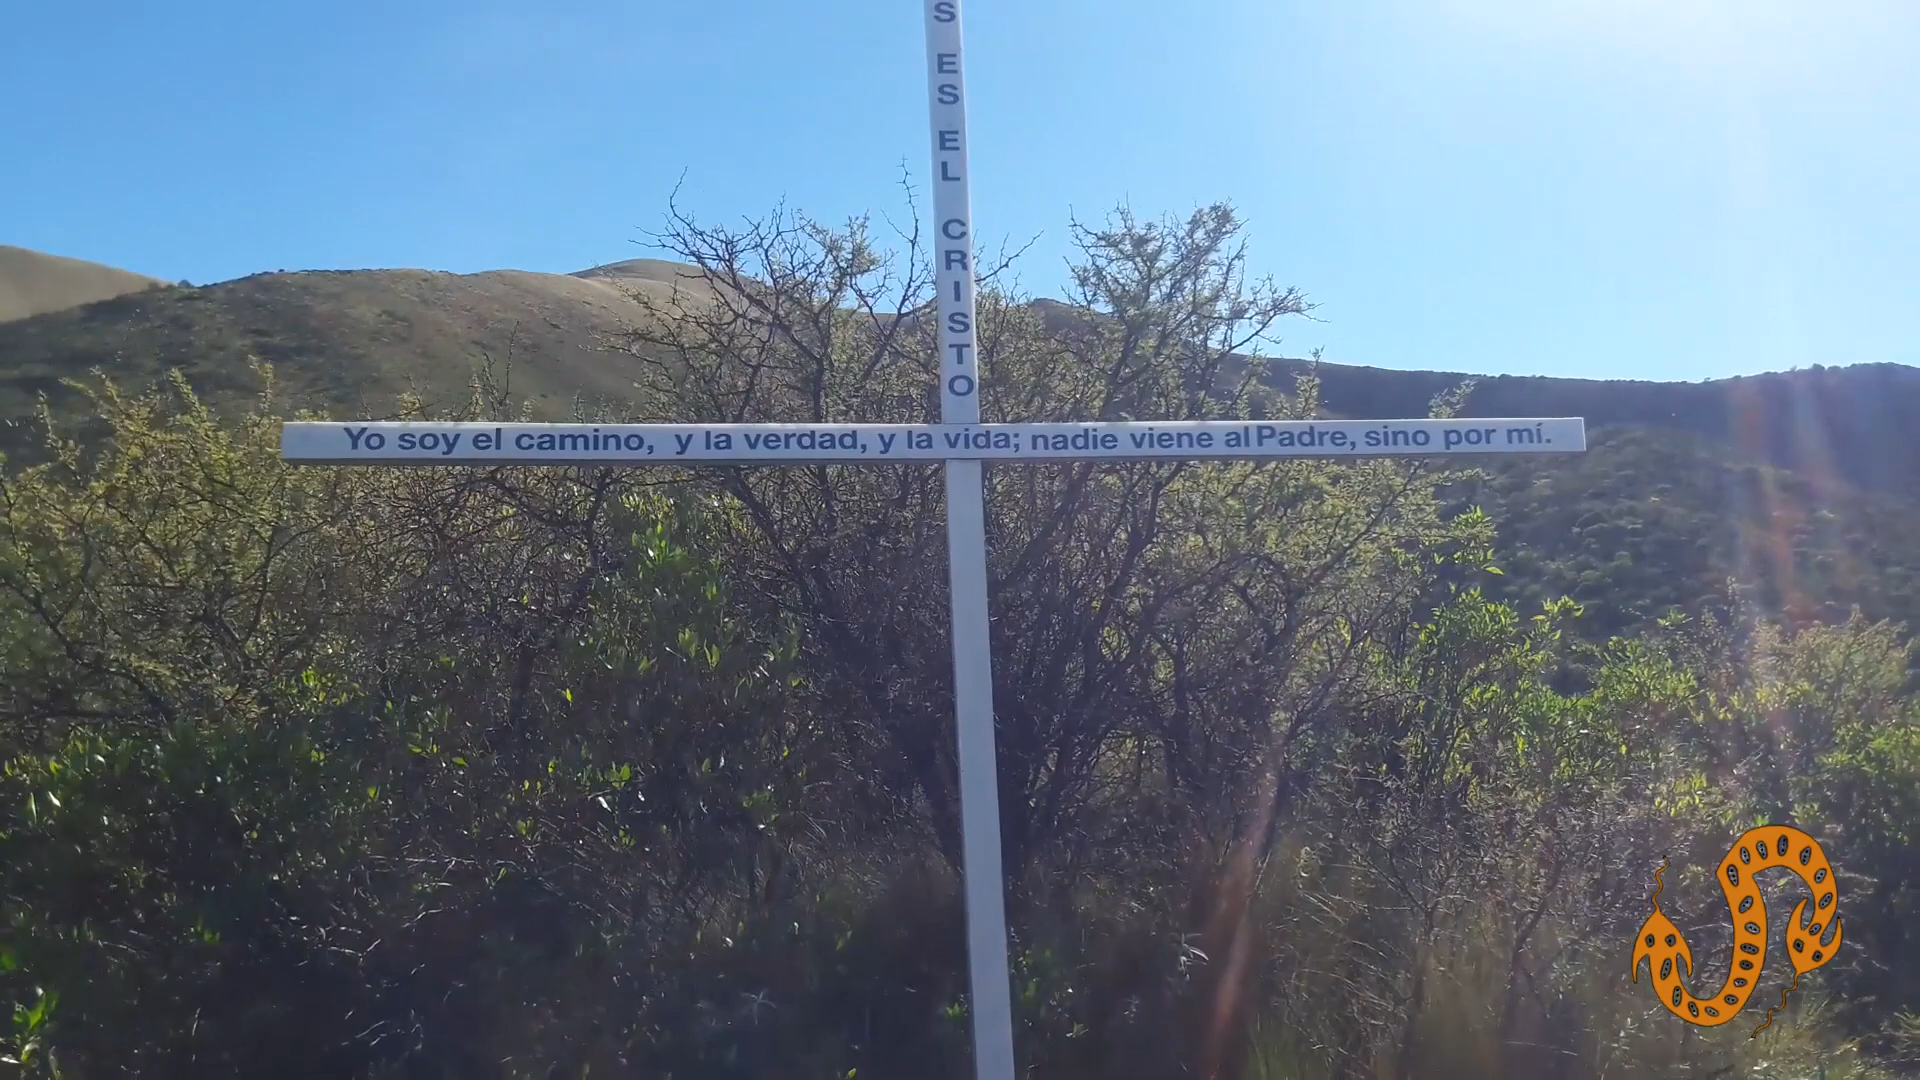 S ES EL CRISTO
Yo soy el camino, y la verdad, y la vida; nadie viene al Padre, sino por mí.